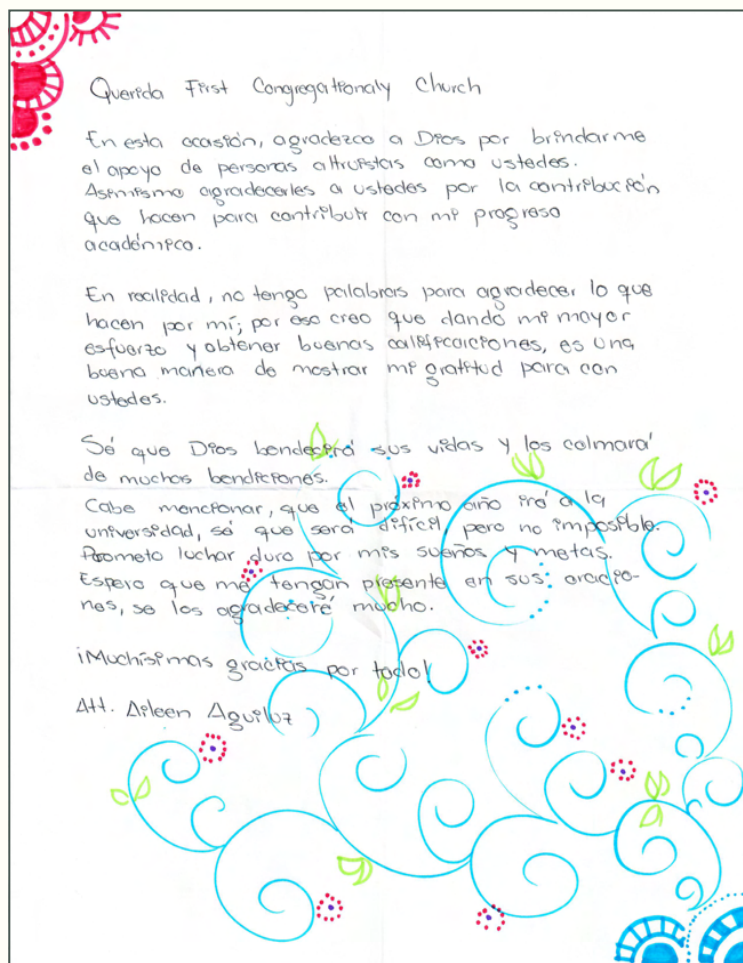 Querida First Congregationaly Church
En esta ocasión, agradezco a Dios por brindarme
el apoyo de personas altruistas como ustedes.
Asimismo agradecerles a ustedes por la contribución
que hacen para contribuir con mi progreso
académico.
En realidad, no tengo palabras para agradecer lo que
hacen por mí; por eso creo que dando mi mayor
esfuerzo y obtener buenas calificaciones, es una
buena manera de mostrar mi gratitud para con
ustedes.
Sé que Dios bendecirá sus vidas y los colmará
de muchas bendiciones.
Cabe mencionar, que el próximo año iré a la
universidad, sé que será difícil pero no imposible.
Prometo luchar duro por mis sueños y metas.
Espero que me tengan presente en sus oracio-
nes, se los agradeceré mucho.
¡Muchísimas gracias por todo!
Att. Aileen Aguiluz